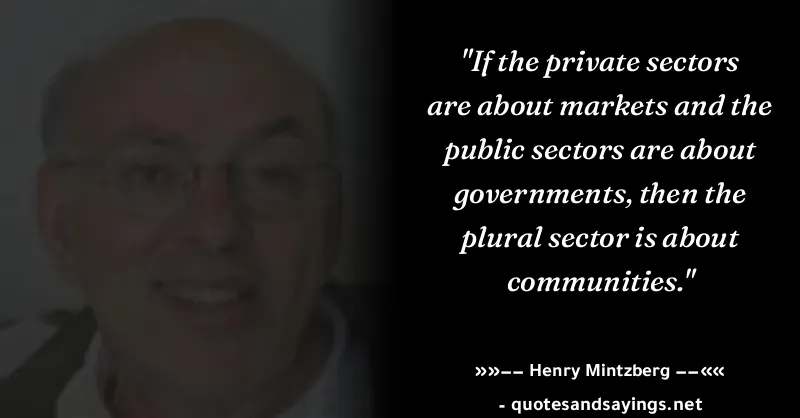 "If the private sectors
are about markets and the
public sectors are about
governments, then the
plural sector is about
communities."
»»–– Henry Mintzberg ––««
- quotesandsayings.net